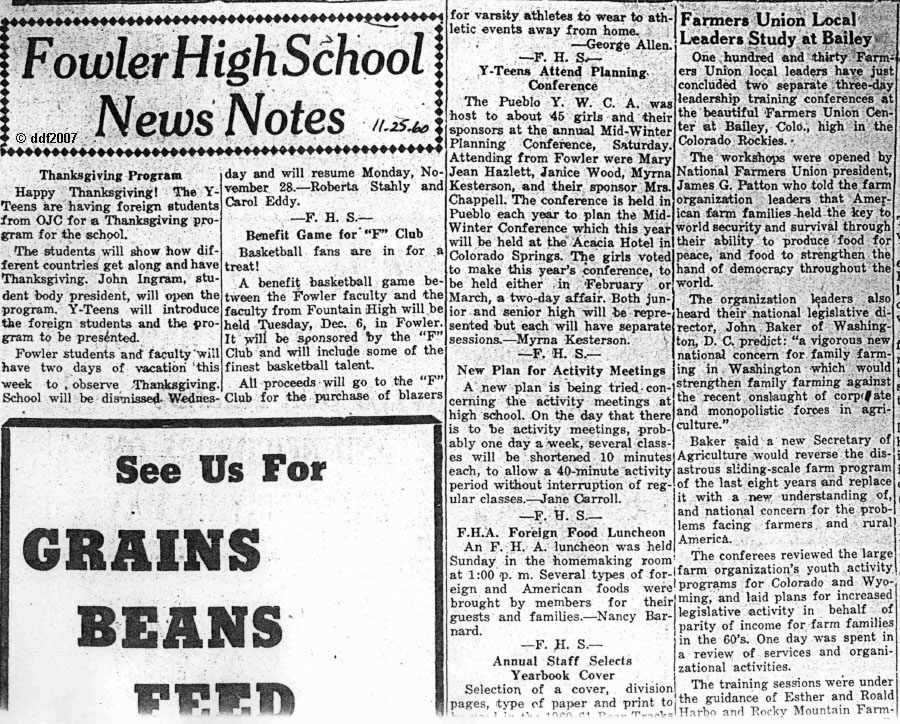 Fowler High School
News Notes
11-25-60
© ddf2007
Thanksgiving Program
Happy Thanksgiving! The Y-
Teens are having foreign students
from OJC for a Thanksgiving pro-
gram for the school.
The students will show how dif-
ferent countries get along and have
Thanksgiving. John Ingram, stu-
dent body president, will open the
program. Y-Teens will introduce
the foreign students and the pro-
gram to be presented.
Fowler students and faculty will
have two days of vacation this
week to observe Thanksgiving.
School will be dismissed Wednes-
day and will resume Monday, No-
vember 28.—Roberta Stahly and
Carol Eddy.
—F. H. S.—
Benefit Game for "F" Club
Basketball fans are in for a
treat!
A benefit basketball game be-
tween the Fowler faculty and the
faculty from Fountain High will be
held Tuesday, Dec. 6, in Fowler.
It will be sponsored by the "F"
Club and will include some of the
finest basketball talent.
All proceeds will go to the "F"
Club for the purchase of blazers
for varsity athletes to wear to ath-
letic events away from home.
—George Allen.
—F. H. S.—
Y-Teens Attend Planning
Conference
The Pueblo Y. W. C. A. was
host to about 45 girls and their
sponsors at the annual Mid-Winter
Planning Conference, Saturday.
Attending from Fowler were Mary
Jean Hazlett, Janice Wood, Myrna
Kesterson, and their sponsor Mrs.
Chappell. The conference is held in
Pueblo each year to plan the Mid-
Winter Conference which this year
will be held at the Acacia Hotel in
Colorado Springs. The girls voted
to make this year's conference, to
be held either in February or
March, a two-day affair. Both jun-
ior and senior high will be repre-
sented but each will have separate
sessions.—Myrna Kesterson.
—F. H. S.—
New Plan for Activity Meetings
A new plan is being tried con-
cerning the activity meetings at
high school. On the day that there
is to be activity meetings, prob-
ably one day a week, several class-
es will be shortened 10 minutes
each, to allow a 40-minute activity
period without interruption of reg-
ular classes.—Jane Carroll.
—F. H. S.—
F.H.A. Foreign Food Luncheon
An F. H. A. luncheon was held
Sunday in the homemaking room
at 1:00 p. m. Several types of for-
eign and American foods were
brought by members for their
guests and families.—Nancy Bar-
nard.
—F. H. S.—
Annual Staff Selects
Yearbook Cover
Selection of a cover, division
pages, type of paper and print to
be used in the 1960-61 Bear Tracks
Farmers Union Local
Leaders Study at Bailey
One hundred and thirty Farm-
ers Union local leaders have just
concluded two separate three-day
leadership training conferences at
the beautiful Farmers Union Cen-
ter at Bailey, Colo., high in the
Colorado Rockies.
The workshops were opened by
National Farmers Union president,
James G. Patton who told the farm
organization leaders that Amer-
ican farm families held the key to
world security and survival through
their ability to produce food for
peace, and food to strengthen the
hand of democracy throughout the
world.
The organization leaders also
heard their national legislative di-
rector, John Baker of Washing-
ton, D. C. predict: "a vigorous new
national concern for family farm-
ing in Washington which would
strengthen family farming against
the recent onslaught of corporate
and monopolistic forces in agri-
culture."
Baker said a new Secretary of
Agriculture would reverse the dis-
astrous sliding-scale farm program
of the last eight years and replace
it with a new understanding of,
and national concern for the prob-
lems facing farmers and rural
America.
The conferees reviewed the large
farm organization's youth activity
programs for Colorado and Wyo-
ming, and laid plans for increased
legislative activity in behalf of
parity of income for farm families
in the 60's. One day was spent in
a review of services and organi-
zational activities.
The training sessions were under
the guidance of Esther and Roald
Harbo and Rocky Mountain Farm-
See Us For
GRAINS
BEANS
FEED